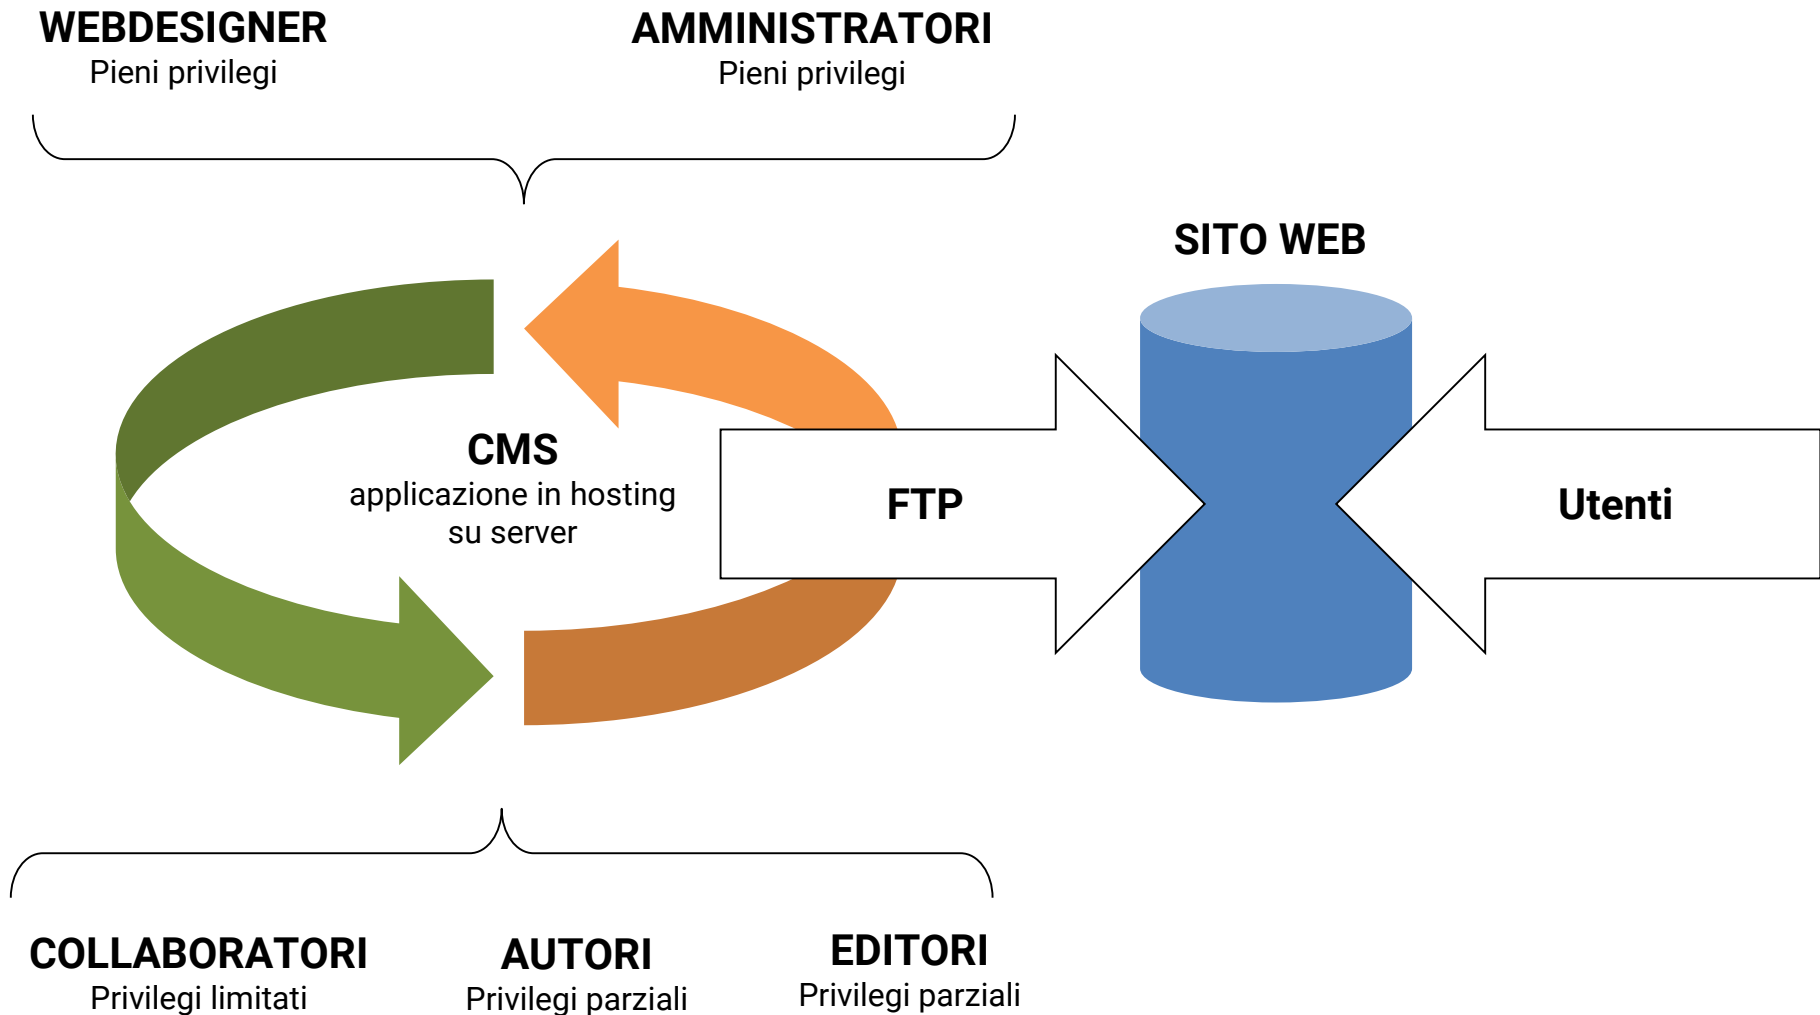 WEBDESIGNER
Pieni privilegi
AMMINISTRATORI
Pieni privilegi
SITO WEB
CMS
applicazione in hosting
su server
FTP
Utenti
COLLABORATORI
Privilegi limitati
AUTORI
Privilegi parziali
EDITORI
Privilegi parziali